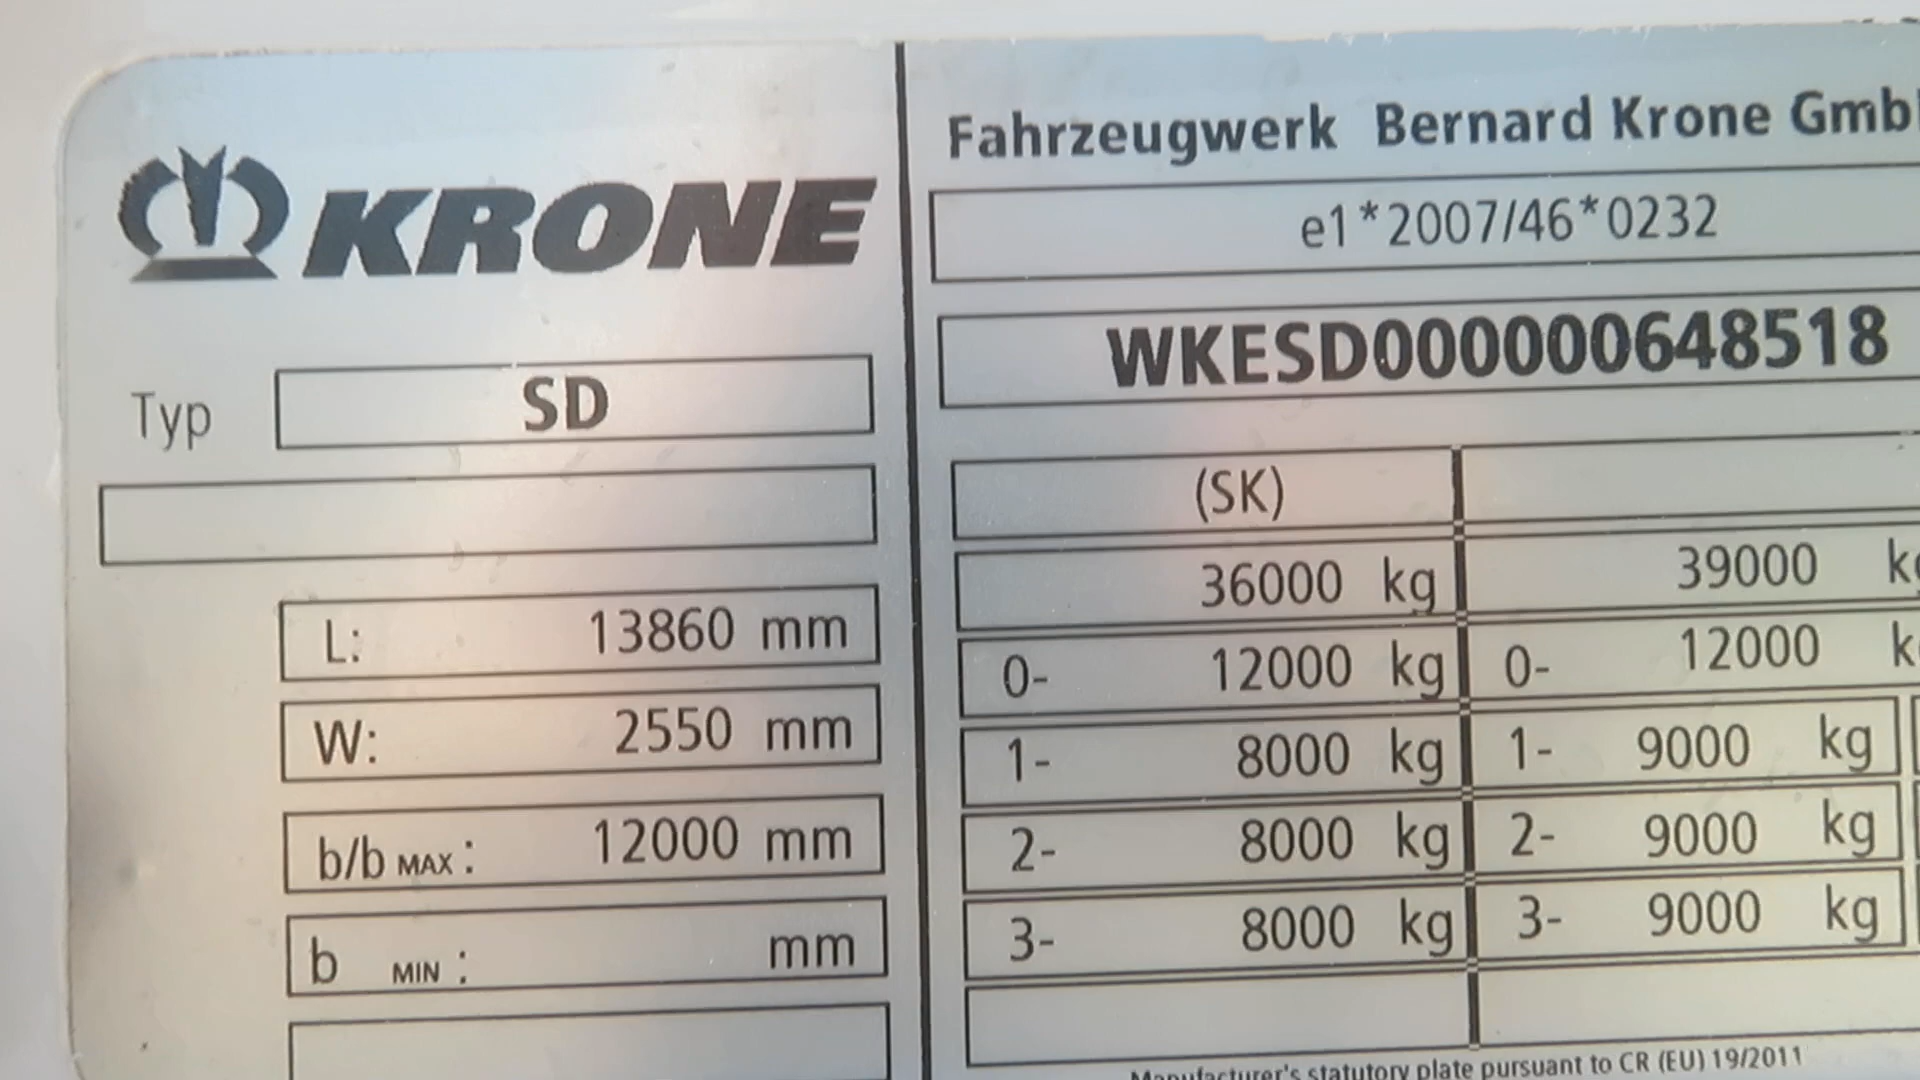 KRONE
Typ SD
L: 13860 mm
W: 2550 mm
b/b MAX: 12000 mm
b MIN: mm
Fahrzeugwerk Bernard Krone Gmb
e1*2007/46*0232
WKESD000000648518
(SK)
36000 kg 39000 kg
0- 12000 kg 0- 12000 k
1- 8000 kg 1- 9000 kg
2- 8000 kg 2- 9000 kg
3- 8000 kg 3- 9000 kg
Manufacturer's statutory plate pursuant to CR (EU) 19/2011